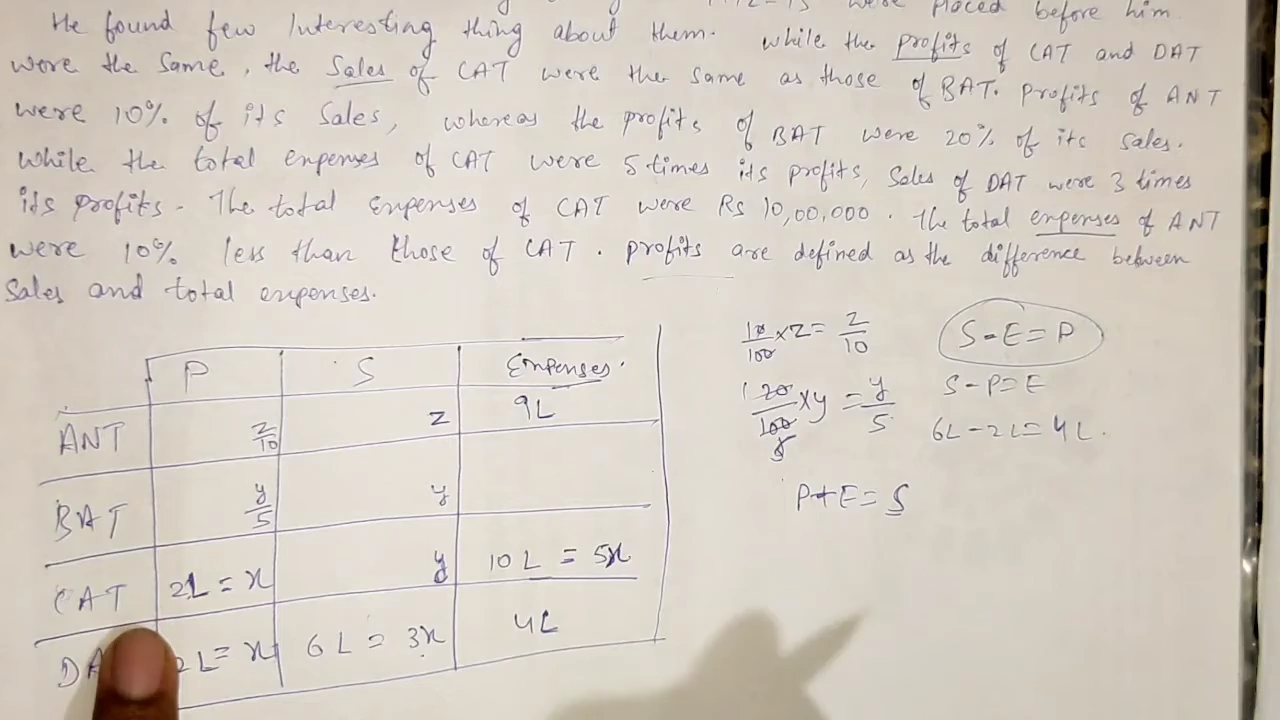 were placed before him
He found few Interesting thing about them. While the profits of CAT and DAT
were the same, the Sales of CAT were the same as those of BAT. Profits of ANT
were 10% of its Sales, whereas the profits of BAT were 20% of its sales.
While the total expenses of CAT were 5 times its profits, Sales of DAT were 3 times
its profits. The total Expenses of CAT were Rs 10,00,000. The total expenses of ANT
were 10% less than those of CAT. profits are defined as the difference between
Sales and total expenses.
P S Expenses.
ANT z/10 z 9L
BAT y/5 y
CAT 2L = x y 10 L = 5x
DA L = x 6 L = 3x 4L
10/100 × z = z/10
20/100 × y = y/5
P+E = S
S-E=P
S-P=E
6L-2L=4L.